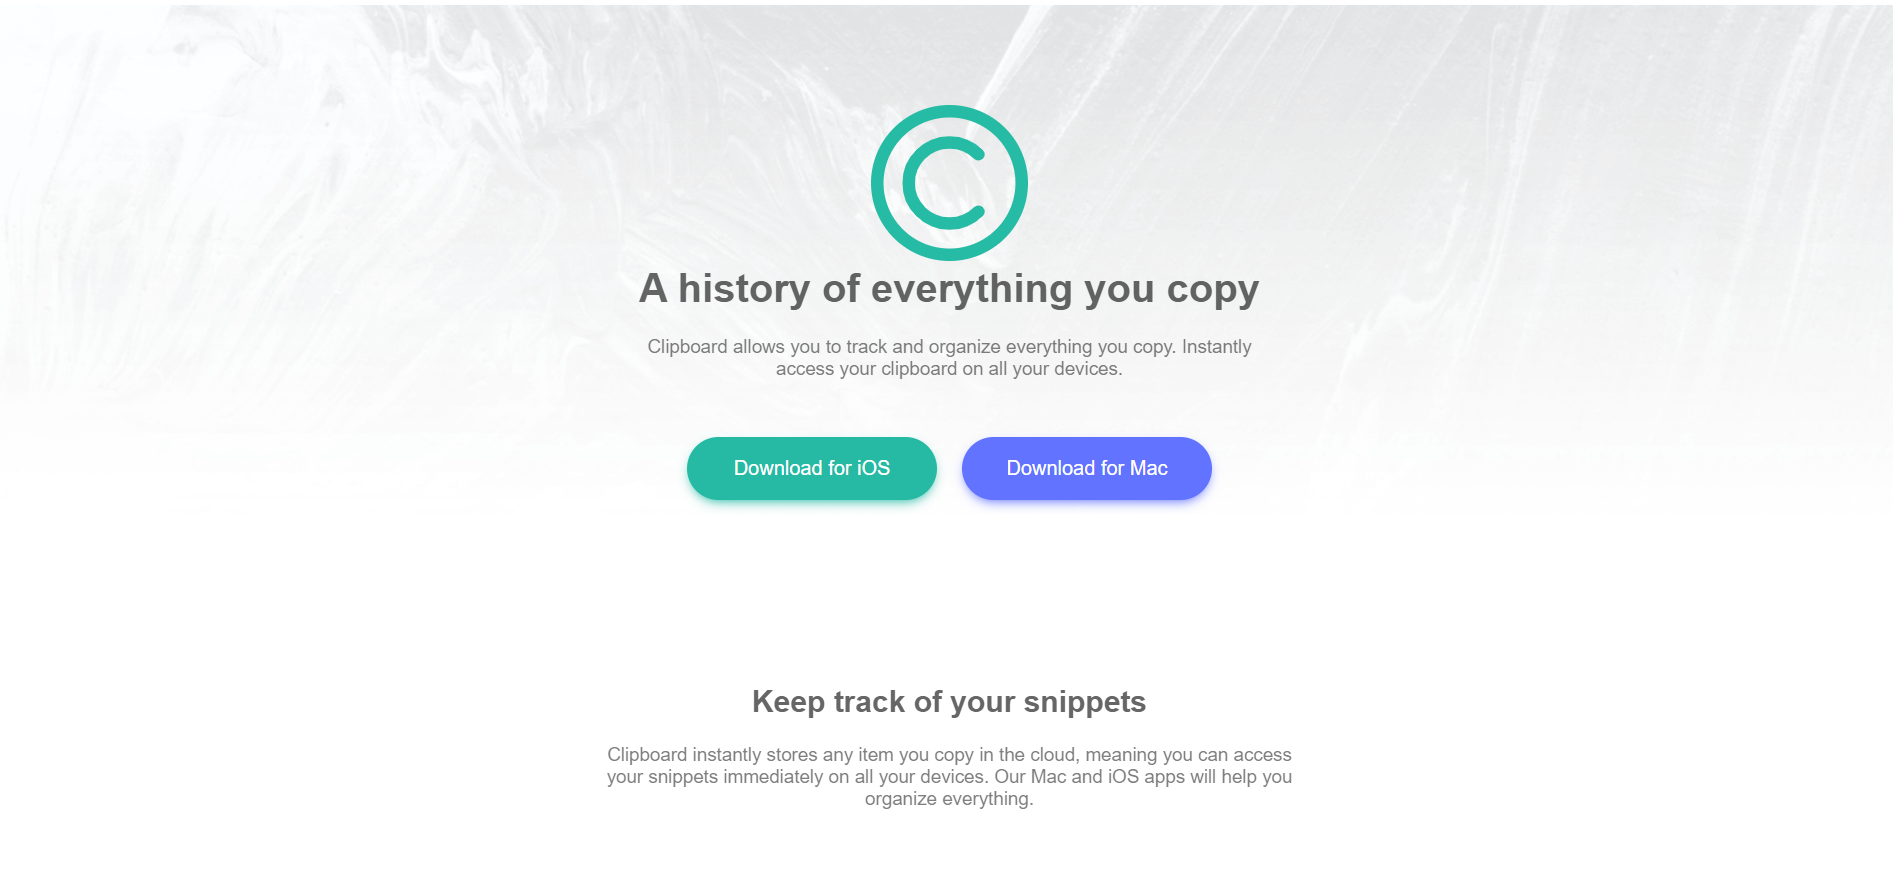 A history of everything you copy
Clipboard allows you to track and organize everything you copy. Instantly
access your clipboard on all your devices.
Download for iOS
Download for Mac
Keep track of your snippets
Clipboard instantly stores any item you copy in the cloud, meaning you can access
your snippets immediately on all your devices. Our Mac and iOS apps will help you
organize everything.